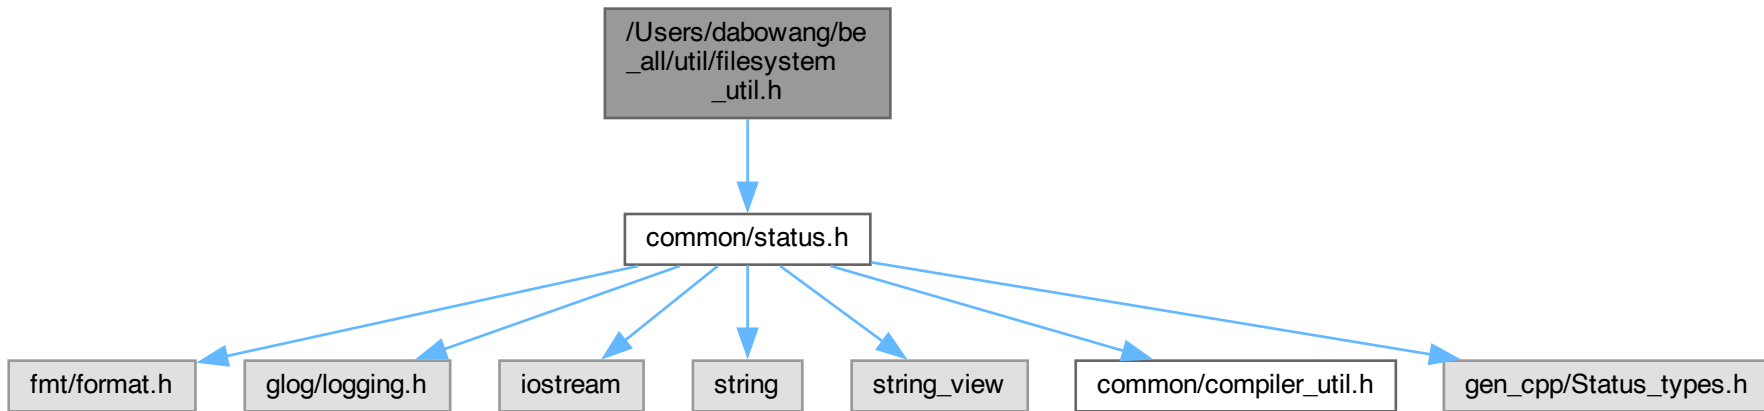 /Users/dabowang/be
_all/util/filesystem
_util.h
common/status.h
fmt/format.h
glog/logging.h
iostream
string
string_view
common/compiler_util.h
gen_cpp/Status_types.h